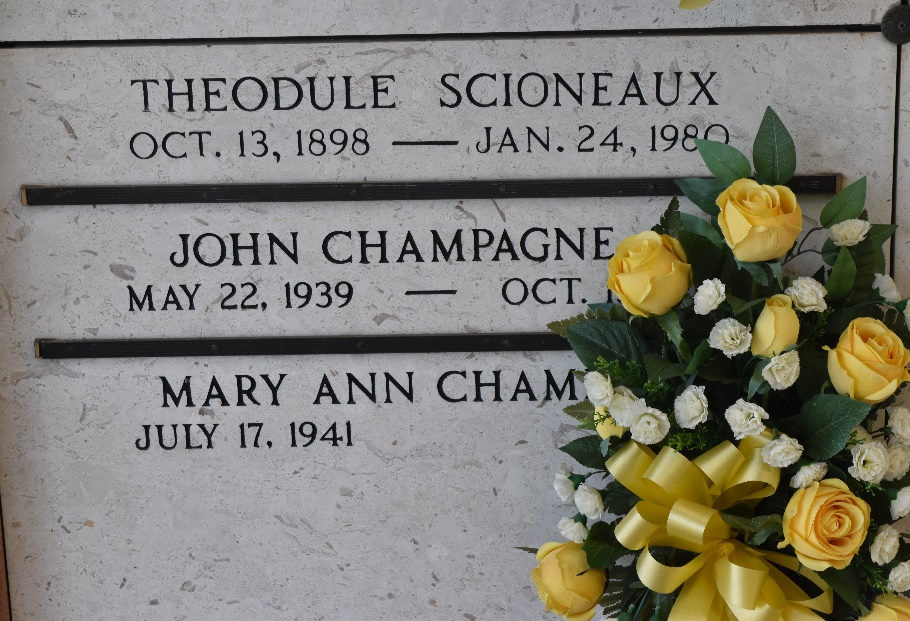 THEODULE SCIONEAUX
OCT. 13, 1898 — JAN. 24, 1980
JOHN CHAMPAGNE
MAY 22, 1939 — OCT.
MARY ANN CHAM
JULY 17, 1941